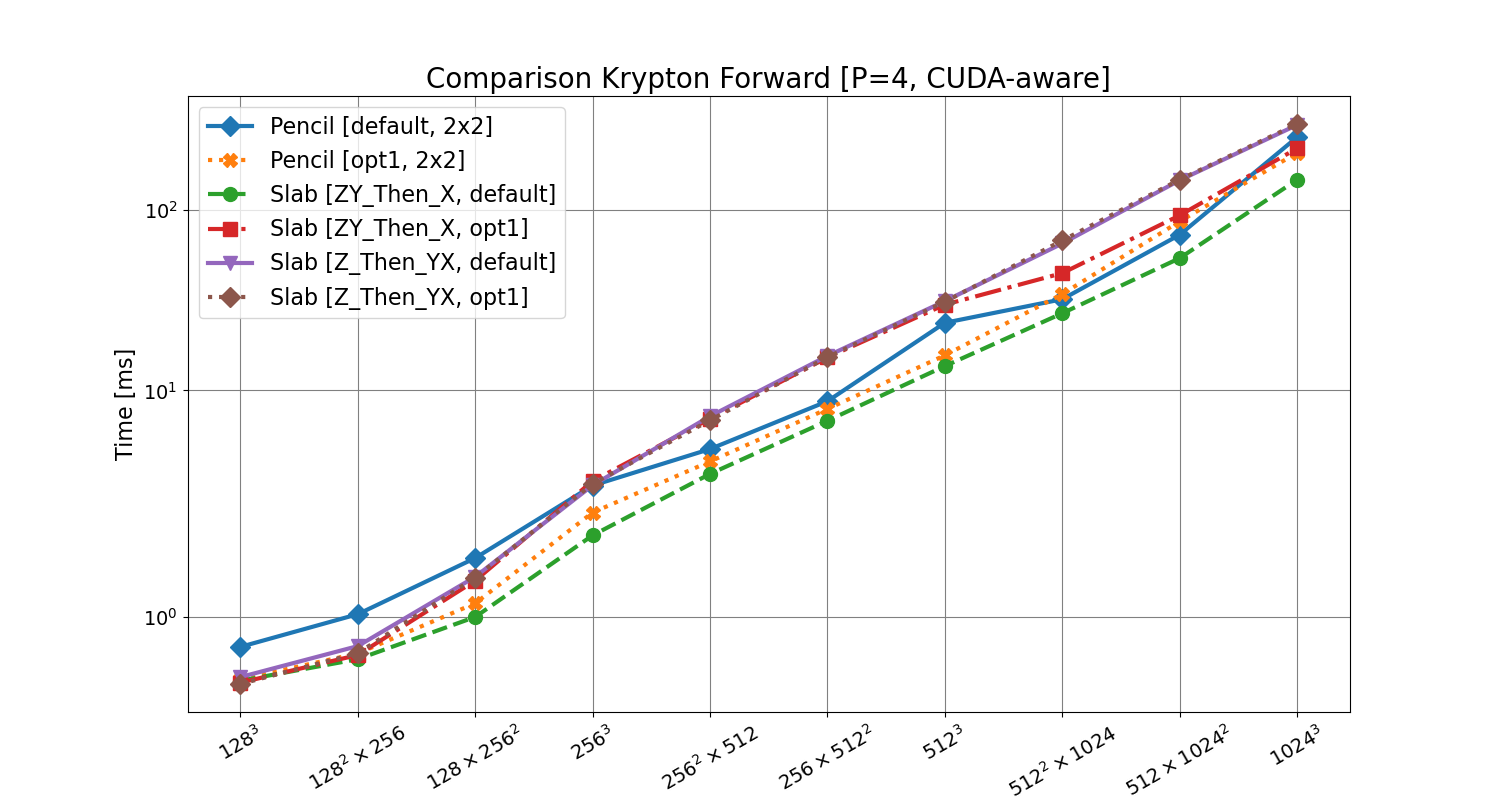 Comparison Krypton Forward [P=4, CUDA-aware]
Pencil [default, 2x2]
Pencil [opt1, 2x2]
Slab [ZY_Then_X, default]
Slab [ZY_Then_X, opt1]
Slab [Z_Then_YX, default]
Slab [Z_Then_YX, opt1]
Time [ms]
10²
10¹
10⁰
128³
128² × 256
128 × 256²
256³
256² × 512
256 × 512²
512³
512² × 1024
512 × 1024²
1024³